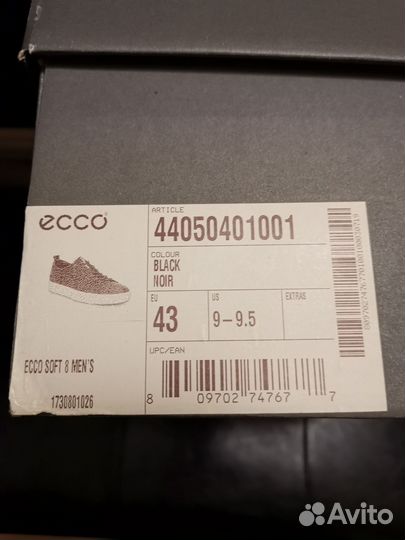 ecco
ARTICLE
44050401001
COLOUR
BLACK
NOIR
EU
43
US
9-9.5
EXTRAS
UPC/EAN
8 09702 74767 7
ECCO SOFT 8 MEN'S
1730801026
Avito